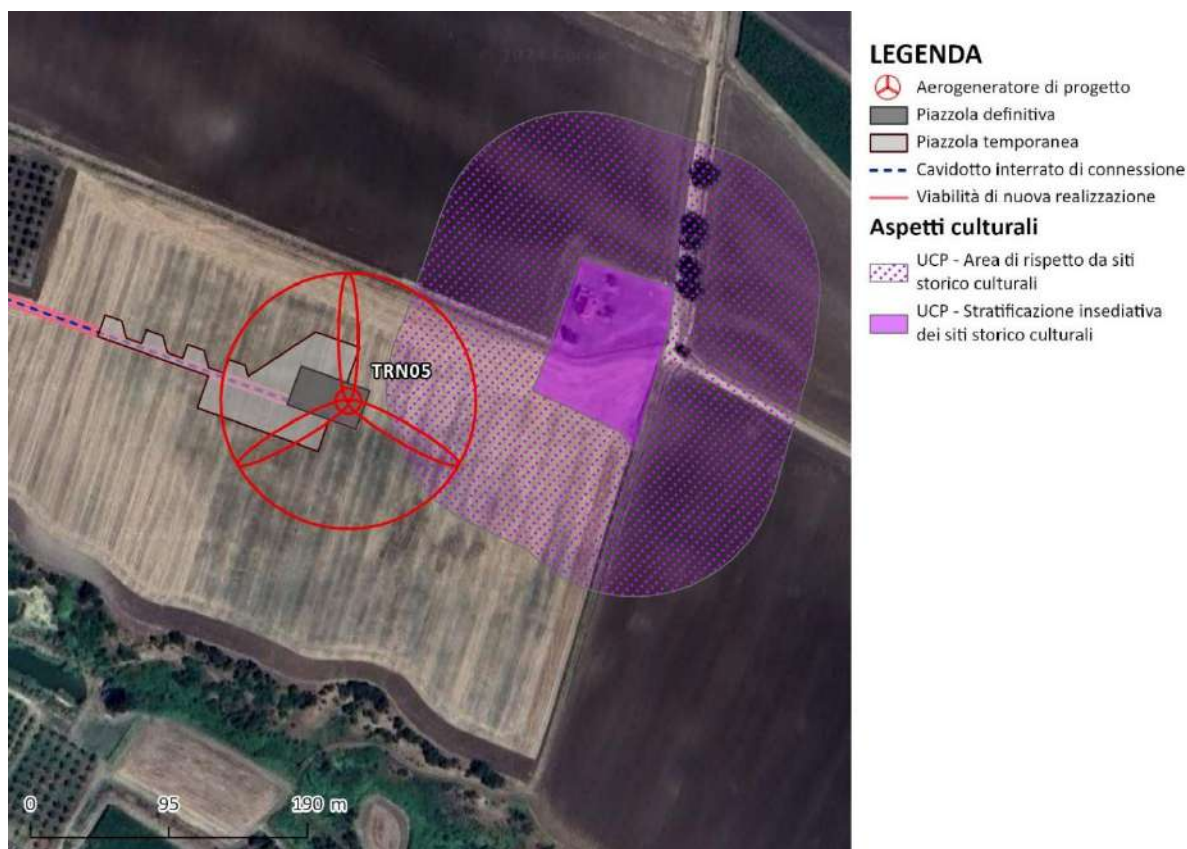 LEGENDA
Aerogeneratore di progetto
Piazzola definitiva
Piazzola temporanea
Cavidotto interrato di connessione
Viabilità di nuova realizzazione
Aspetti culturali
UCP - Area di rispetto da siti
storico culturali
UCP - Stratificazione insediativa
dei siti storico culturali
TRN05
0 95 190 m